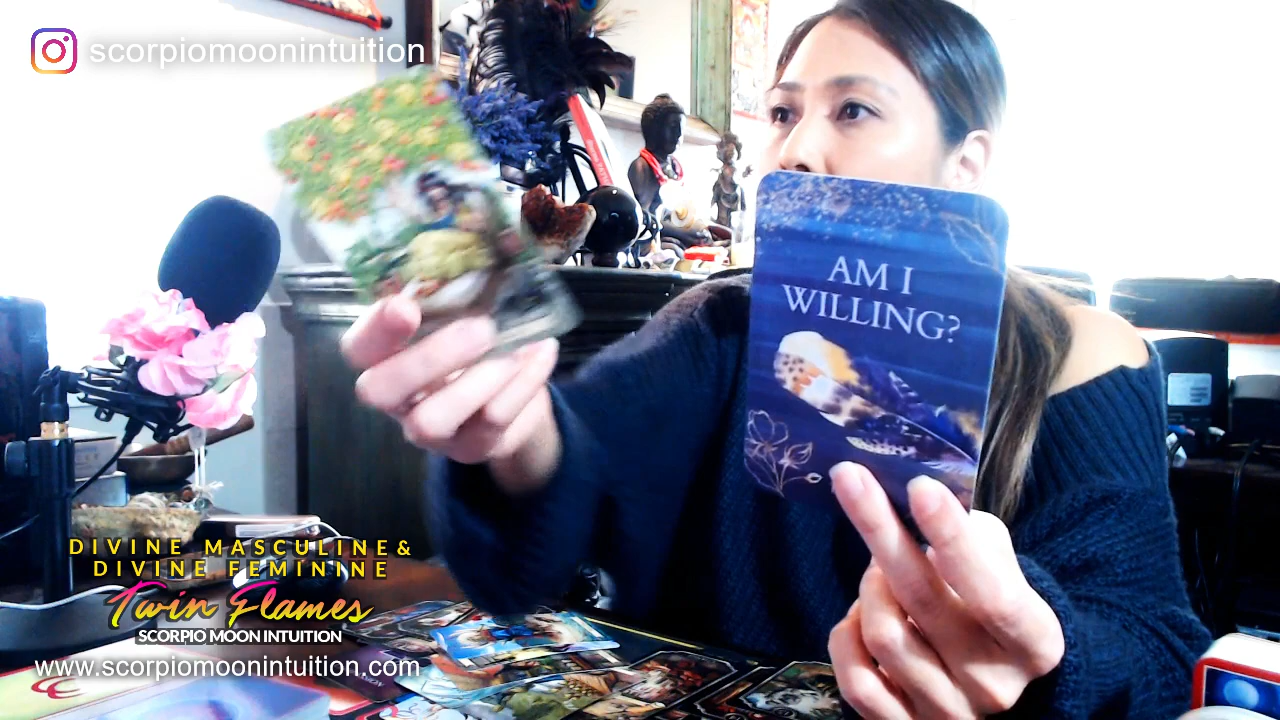 scorpiomoonintuition
AM I
WILLING?
DIVINE MASCULINE&
DIVINE FEMININE
Twin Flames
SCORPIO MOON INTUITION
www.scorpiomoonintuition.com